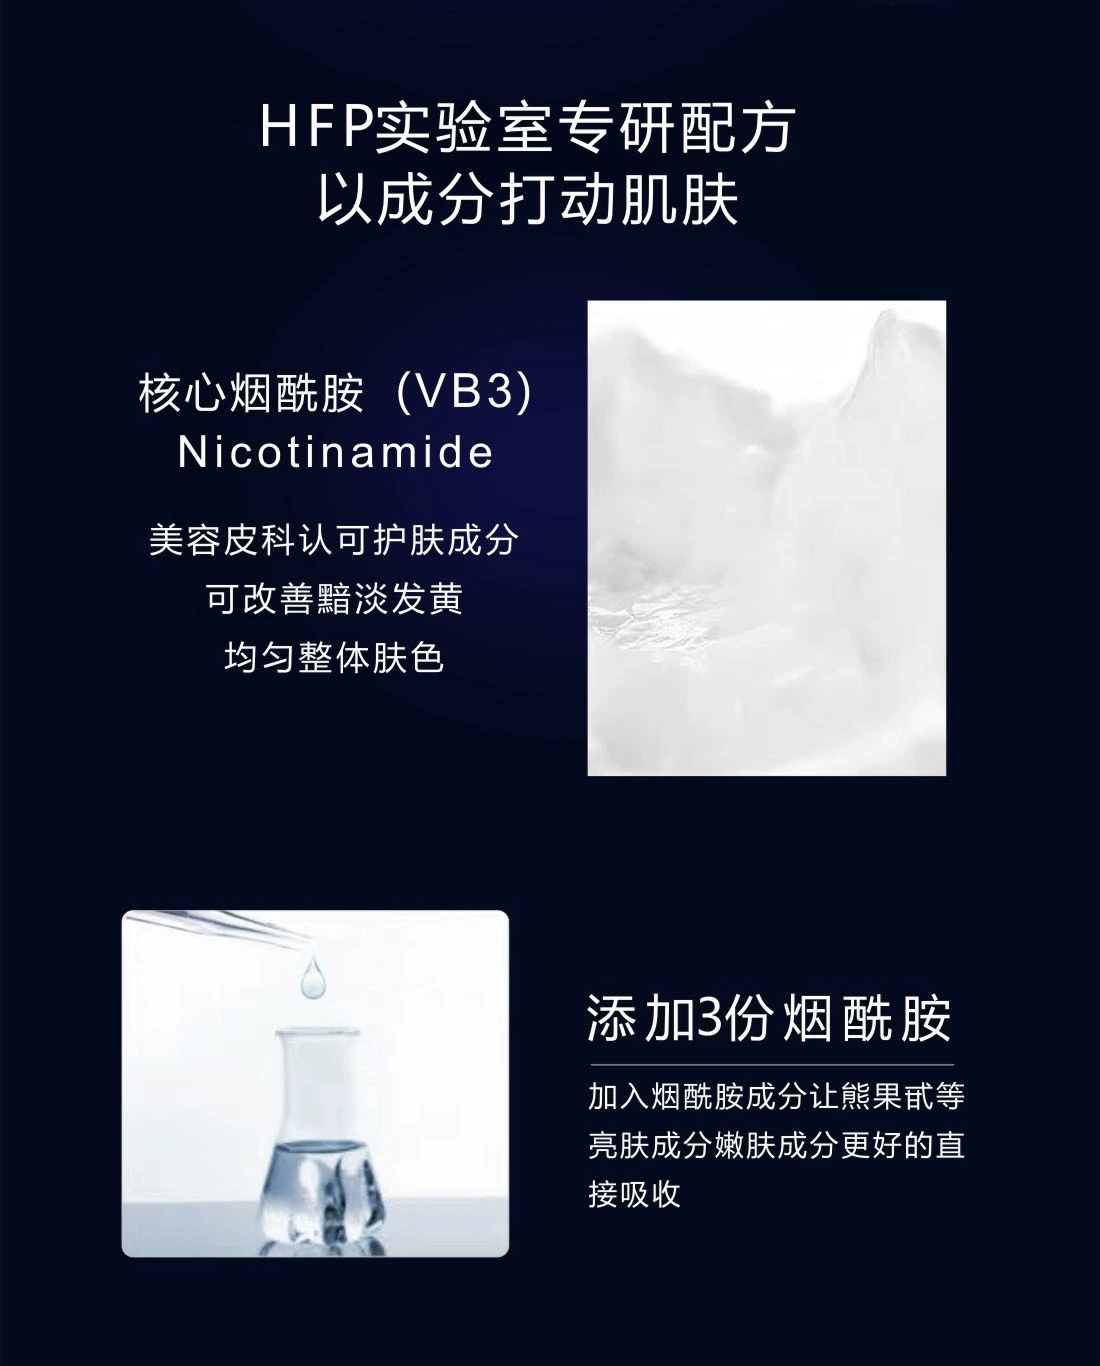 HFP实验室专研配方
以成分打动肌肤
核心烟酰胺 (VB3)
Nicotinamide
美容皮科认可护肤成分
可改善黯淡发黄
均匀整体肤色
添加3份烟酰胺
加入烟酰胺成分让熊果甙等
亮肤成分嫩肤成分更好的直
接吸收